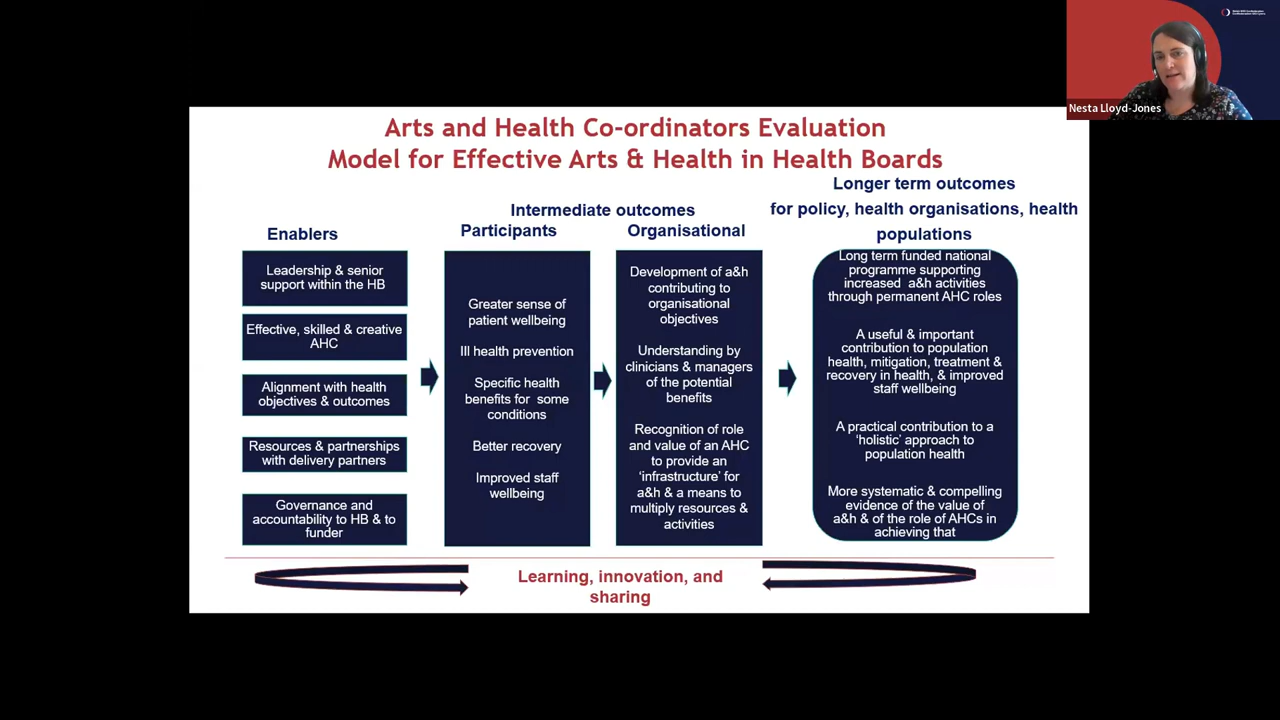 Nesta Lloyd-Jones
Arts and Health Co-ordinators Evaluation
Model for Effective Arts & Health in Health Boards
Enablers
Leadership & senior
support within the HB
Effective, skilled & creative
AHC
Alignment with health
objectives & outcomes
Resources & partnerships
with delivery partners
Governance and
accountability to HB & to
funder
Intermediate outcomes
Participants
Greater sense of
patient wellbeing
Ill health prevention
Specific health
benefits for some
conditions
Better recovery
Improved staff
wellbeing
Organisational
Development of a&h
contributing to
organisational
objectives
Understanding by
clinicians & managers
of the potential
benefits
Recognition of role
and value of an AHC
to provide an
'infrastructure' for
a&h & a means to
multiply resources &
activities
Longer term outcomes
for policy, health organisations, health
populations
Long term funded national
programme supporting
increased a&h activities
through permanent AHC roles
A useful & important
contribution to population
health, mitigation, treatment &
recovery in health, & improved
staff wellbeing
A practical contribution to a
‘holistic’ approach to
population health
More systematic & compelling
evidence of the value of
a&h & of the role of AHCs in
achieving that
Learning, innovation, and
sharing